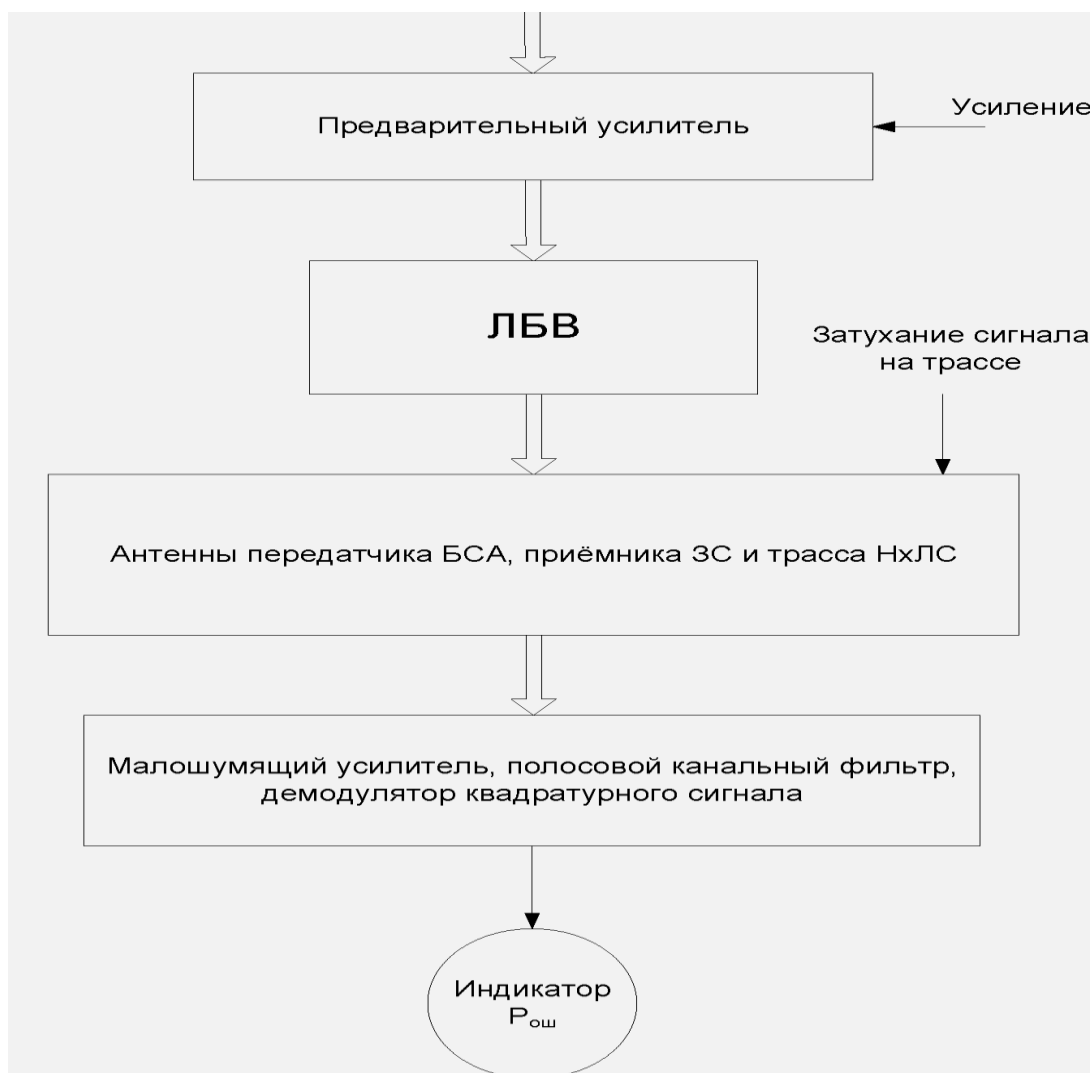 Предварительный усилитель
Усиление
ЛБВ
Затухание сигнала
на трассе
Антенны передатчика БСА, приёмника ЗС и трасса НхЛС
Малошумящий усилитель, полосовой канальный фильтр,
демодулятор квадратурного сигнала
Индикатор
Pош